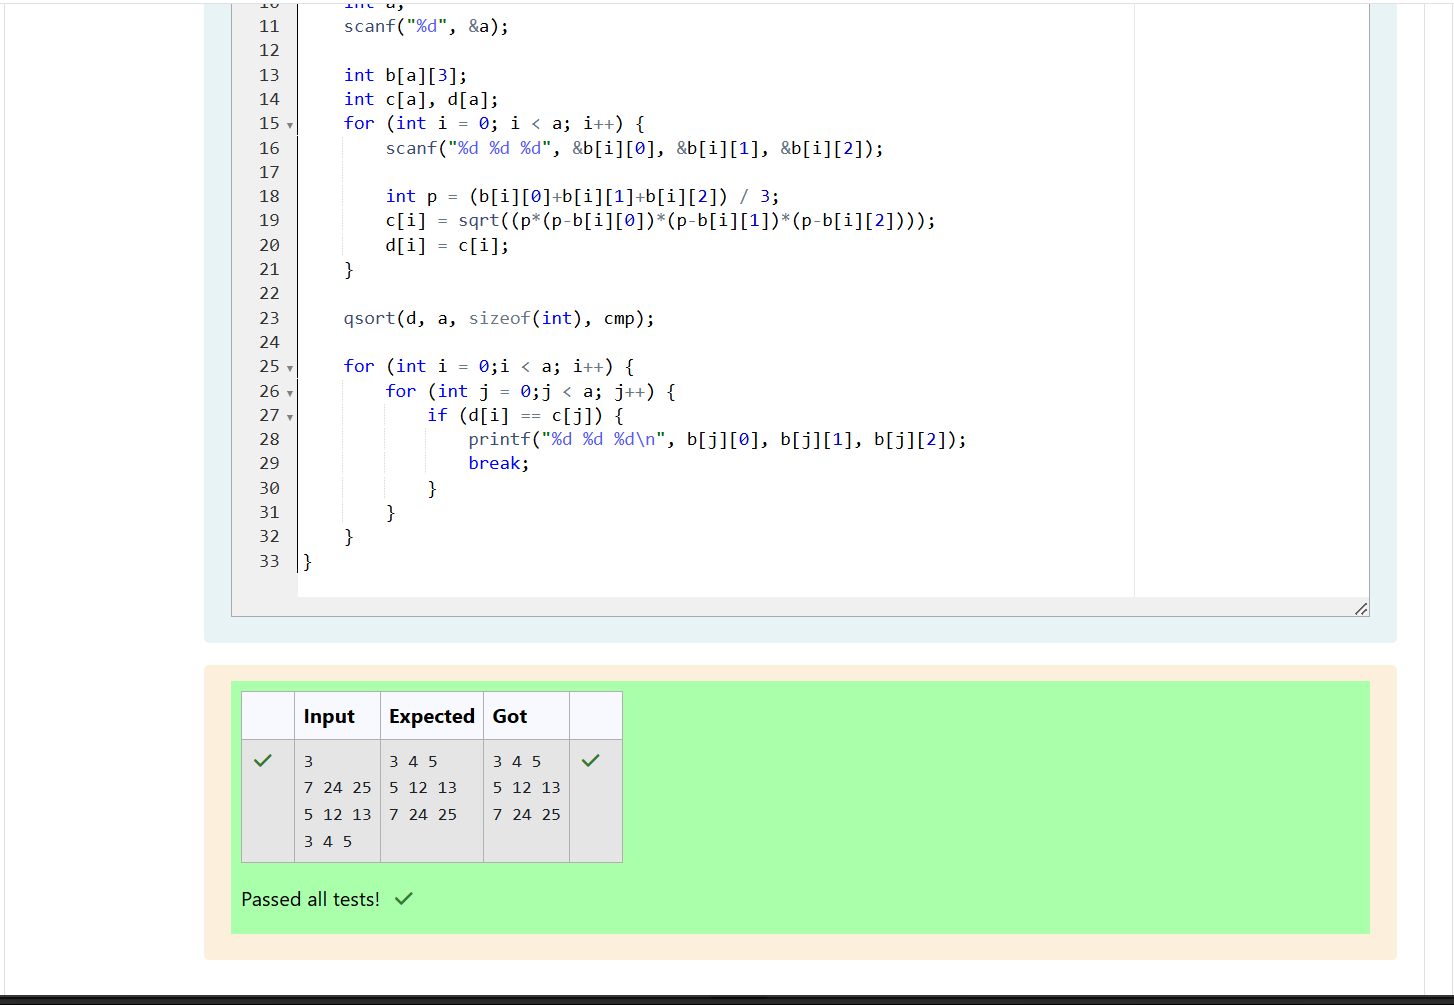 10 int a;
11 scanf("%d", &a);
12
13 int b[a][3];
14 int c[a], d[a];
15 for (int i = 0; i < a; i++) {
16 scanf("%d %d %d", &b[i][0], &b[i][1], &b[i][2]);
17
18 int p = (b[i][0]+b[i][1]+b[i][2]) / 3;
19 c[i] = sqrt((p*(p-b[i][0])*(p-b[i][1])*(p-b[i][2])));
20 d[i] = c[i];
21 }
22
23 qsort(d, a, sizeof(int), cmp);
24
25 for (int i = 0;i < a; i++) {
26 for (int j = 0;j < a; j++) {
27 if (d[i] == c[j]) {
28 printf("%d %d %d\n", b[j][0], b[j][1], b[j][2]);
29 break;
30 }
31 }
32 }
33 }
Input Expected Got
3 3 4 5 3 4 5
7 24 25 5 12 13 5 12 13
5 12 13 7 24 25 7 24 25
3 4 5
Passed all tests!